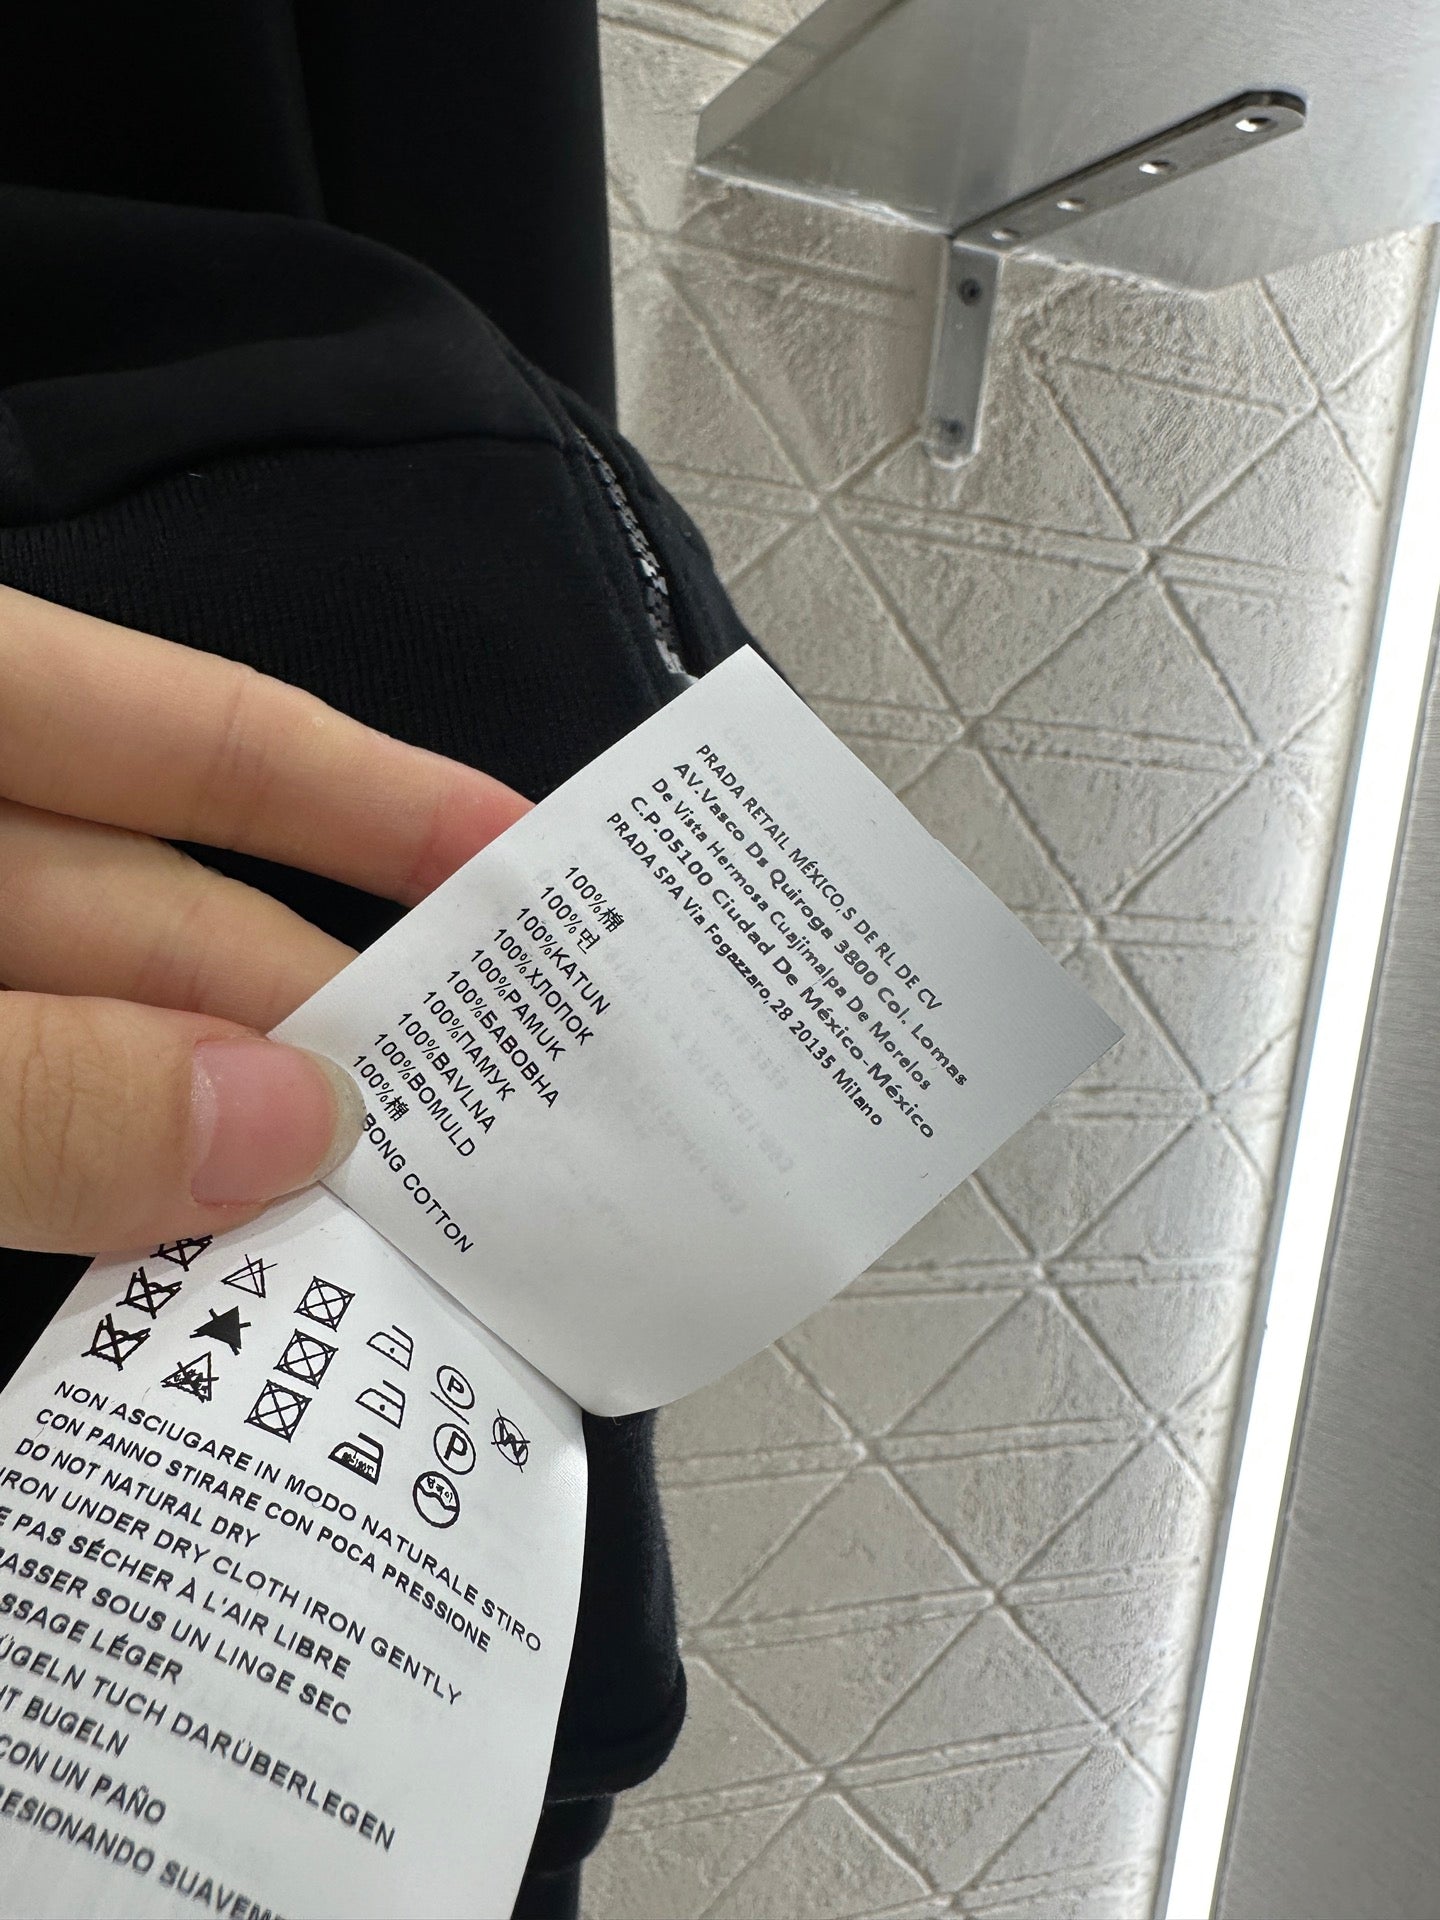 PRADA RETAIL MÉXICO,S DE RL DE CV
AV.Vasco Ds Quiroga 3800 Col. Lomas
De Vista Hermosa Cuajimalpa De Morelos
C.P.05100 Ciudad De México-México
PRADA SPA Via Fogazzaro,28 20135 Milano
100%棉
100%면
100%KATUN
100%ХЛОПОК
100%PAMUK
100%БАВОВНА
100%ПАМУК
100%BAVLNA
100%BOMULD
100%棉
BONG COTTON
P
W
P
NON ASCIUGARE IN MODO NATURALE STIRO
CON PANNO STIRARE CON POCA PRESSIONE
DO NOT NATURAL DRY
IRON UNDER DRY CLOTH IRON GENTLY
E PAS SÉCHER À L'AIR LIBRE
ASSER SOUS UN LINGE SEC
SSAGE LÉGER
ÜGELN TUCH DARÜBERLEGEN
HT BUGELN
CON UN PAÑO
RESIONANDO SUAVEME